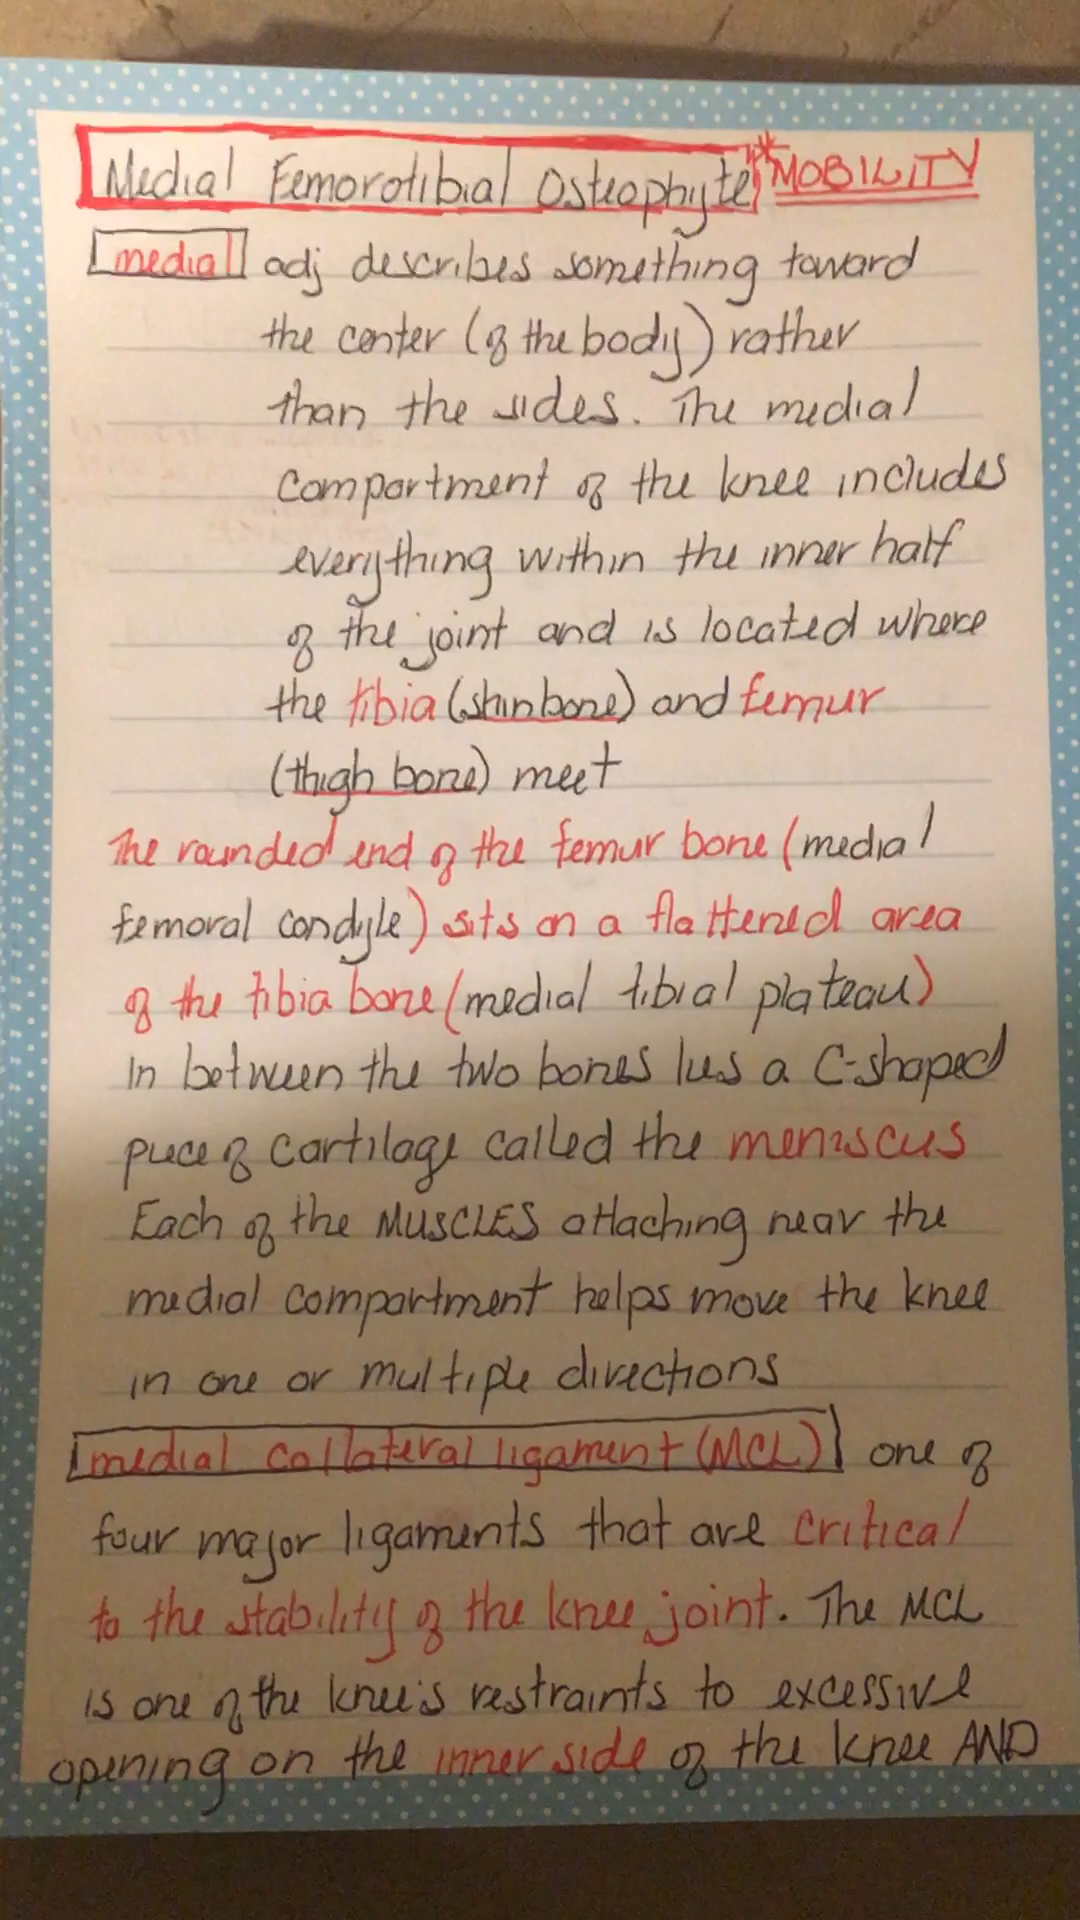 Medial Femorotibial Osteophyte ** MOBILITY
medial adj describes something toward
the center (of the body) rather
than the sides. The medial
compartment of the knee includes
everything within the inner half
of the joint and is located where
the tibia (shinbone) and femur
(thigh bone) meet
The rounded end of the femur bone (medial
femoral condyle) sits on a flattened area
of the tibia bone (medial tibial plateau)
In between the two bones lies a C-shaped
piece of cartilage called the meniscus
Each of the MUSCLES attaching near the
medial compartment helps move the knee
in one or multiple directions
medial collateral ligament (MCL) one of
four major ligaments that are critical
to the stability of the knee joint. The MCL
is one of the knee's restraints to excessive
opening on the inner side of the knee AND